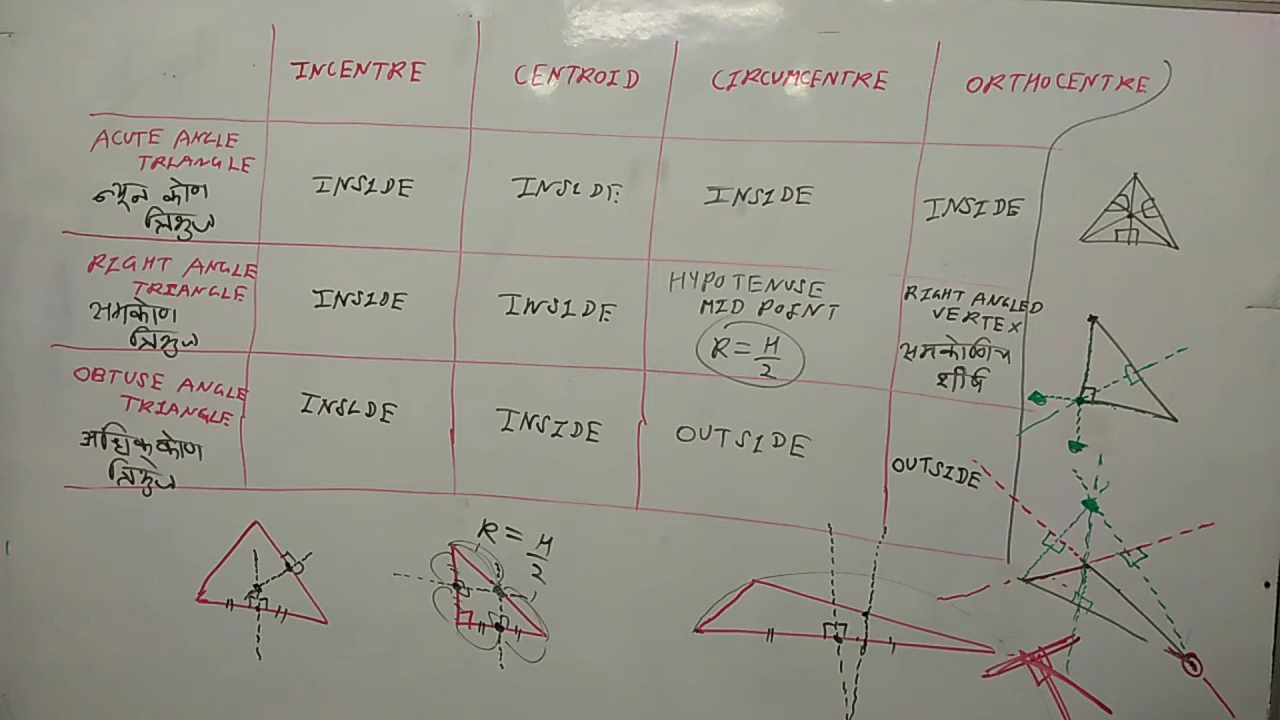 INCENTRE
CENTROID
CIRCUMCENTRE
ORTHOCENTRE
ACUTE ANGLE
TRIANGLE
न्यून कोण
त्रिभुज
INSIDE
INSIDE
INSIDE
INSIDE
RIGHT ANGLE
TRIANGLE
समकोण
त्रिभुज
INSIDE
INSIDE
HYPOTENUSE
MID POINT
R = H/2
RIGHT ANGLED
VERTEX
समकोणिय
शीर्ष
OBTUSE ANGLE
TRIANGLE
अधिककोण
त्रिभुज
INSIDE
INSIDE
OUTSIDE
OUTSIDE
R = H/2